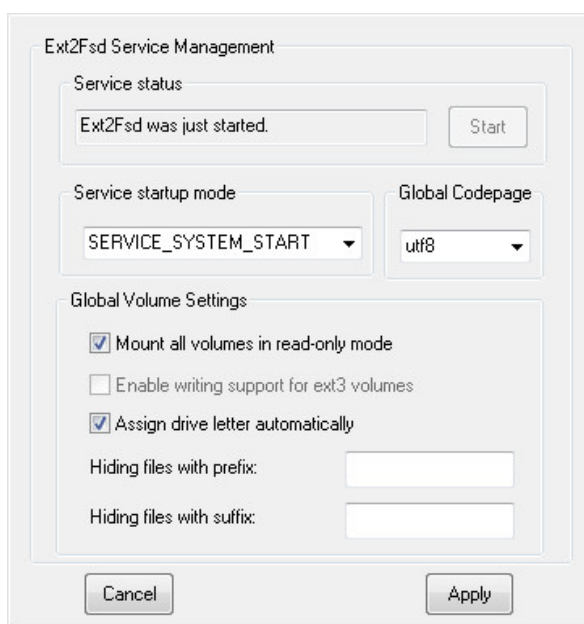 Ext2Fsd Service Management
Service status
Ext2Fsd was just started.
Start
Service startup mode
Global Codepage
SERVICE_SYSTEM_START
utf8
Global Volume Settings
Mount all volumes in read-only mode
Enable writing support for ext3 volumes
Assign drive letter automatically
Hiding files with prefix:
Hiding files with suffix:
Cancel
Apply